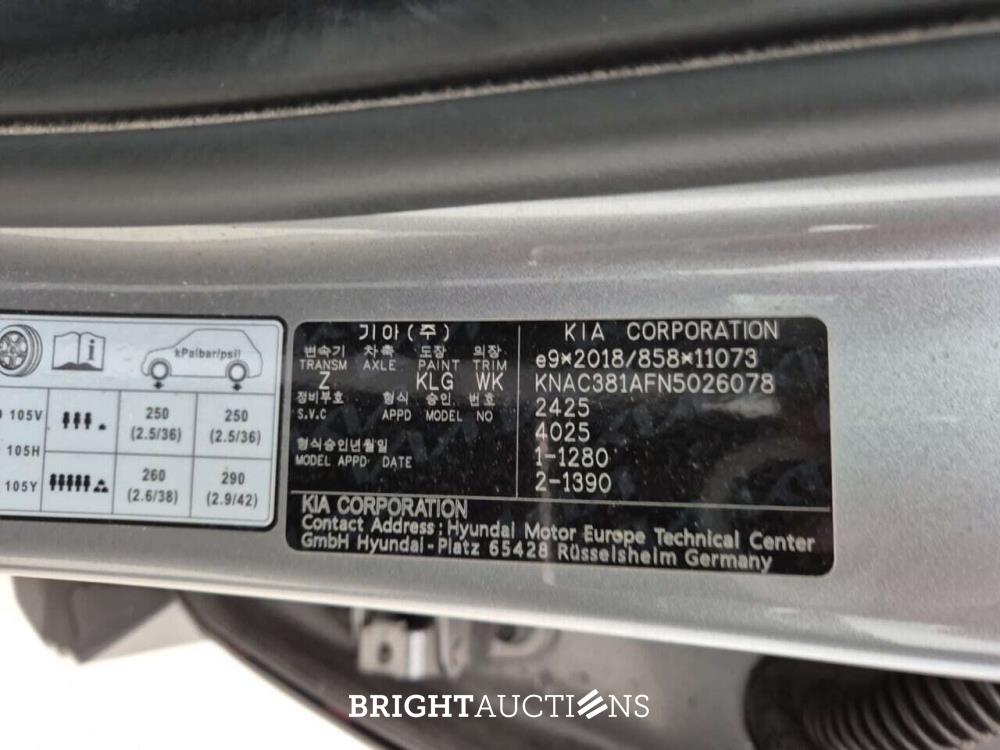 kPa(bar/psi)
105V 250 (2.5/36) 250 (2.5/36)
105H
105Y 260 (2.6/38) 290 (2.9/42)
기아(주)
변속기 차축 도장 의장
TRANSM AXLE PAINT TRIM
Z KLG WK
정비부호 형식 승인 번호
S.V.C APPD MODEL NO
형식승인년월일
MODEL APPD DATE
KIA CORPORATION
e9*2018/858*11073
KNAC381AFN5026078
2425
4025
1-1280
2-1390
KIA CORPORATION
Contact Address : Hyundai Motor Europe Technical Center
GmbH Hyundai-Platz 65428 Rüsselsheim Germany
BRIGHTAUCTIONS